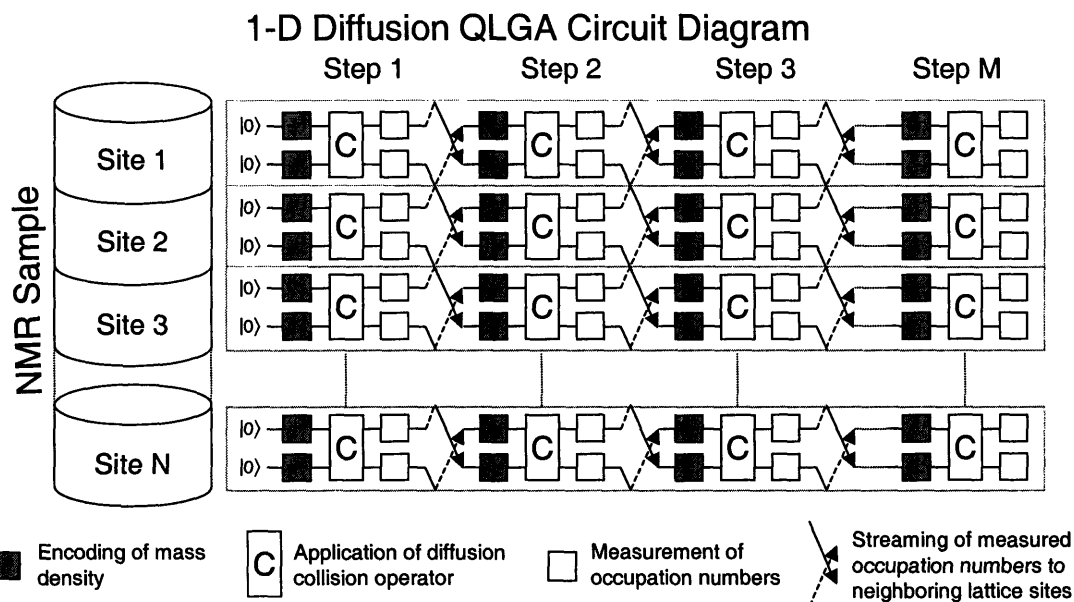 1-D Diffusion QLGA Circuit Diagram
Step 1 Step 2 Step 3 Step M
NMR Sample
Site 1
|0⟩ C C C C
|0⟩
Site 2
|0⟩ C C C C
|0⟩
Site 3
|0⟩ C C C C
|0⟩
Site N
|0⟩ C C C C
|0⟩
Encoding of mass
density
C
Application of diffusion
collision operator
Measurement of
occupation numbers
Streaming of measured
occupation numbers to
neighboring lattice sites